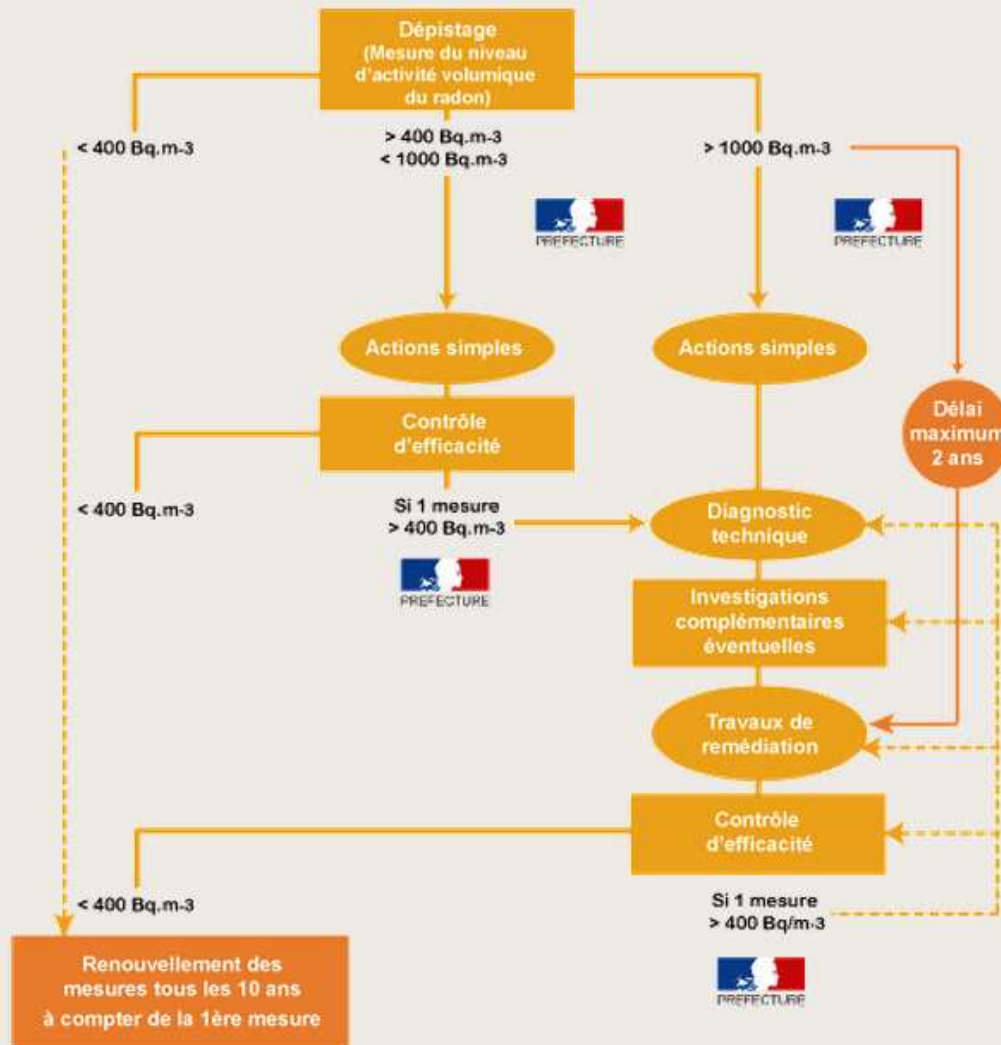 Dépistage
(Mesure du niveau
d'activité volumique
du radon)
< 400 Bq.m-3
> 400 Bq.m-3
< 1000 Bq.m-3
> 1000 Bq.m-3
PREFECTURE
PREFECTURE
Actions simples
Actions simples
Délai
maximum
2 ans
Contrôle
d'efficacité
< 400 Bq.m-3
Si 1 mesure
> 400 Bq.m-3
PREFECTURE
Diagnostic
technique
Investigations
complémentaires
éventuelles
Travaux de
remédiation
Contrôle
d'efficacité
< 400 Bq.m-3
Si 1 mesure
> 400 Bq/m-3
PREFECTURE
Renouvellement des
mesures tous les 10 ans
à compter de la 1ère mesure